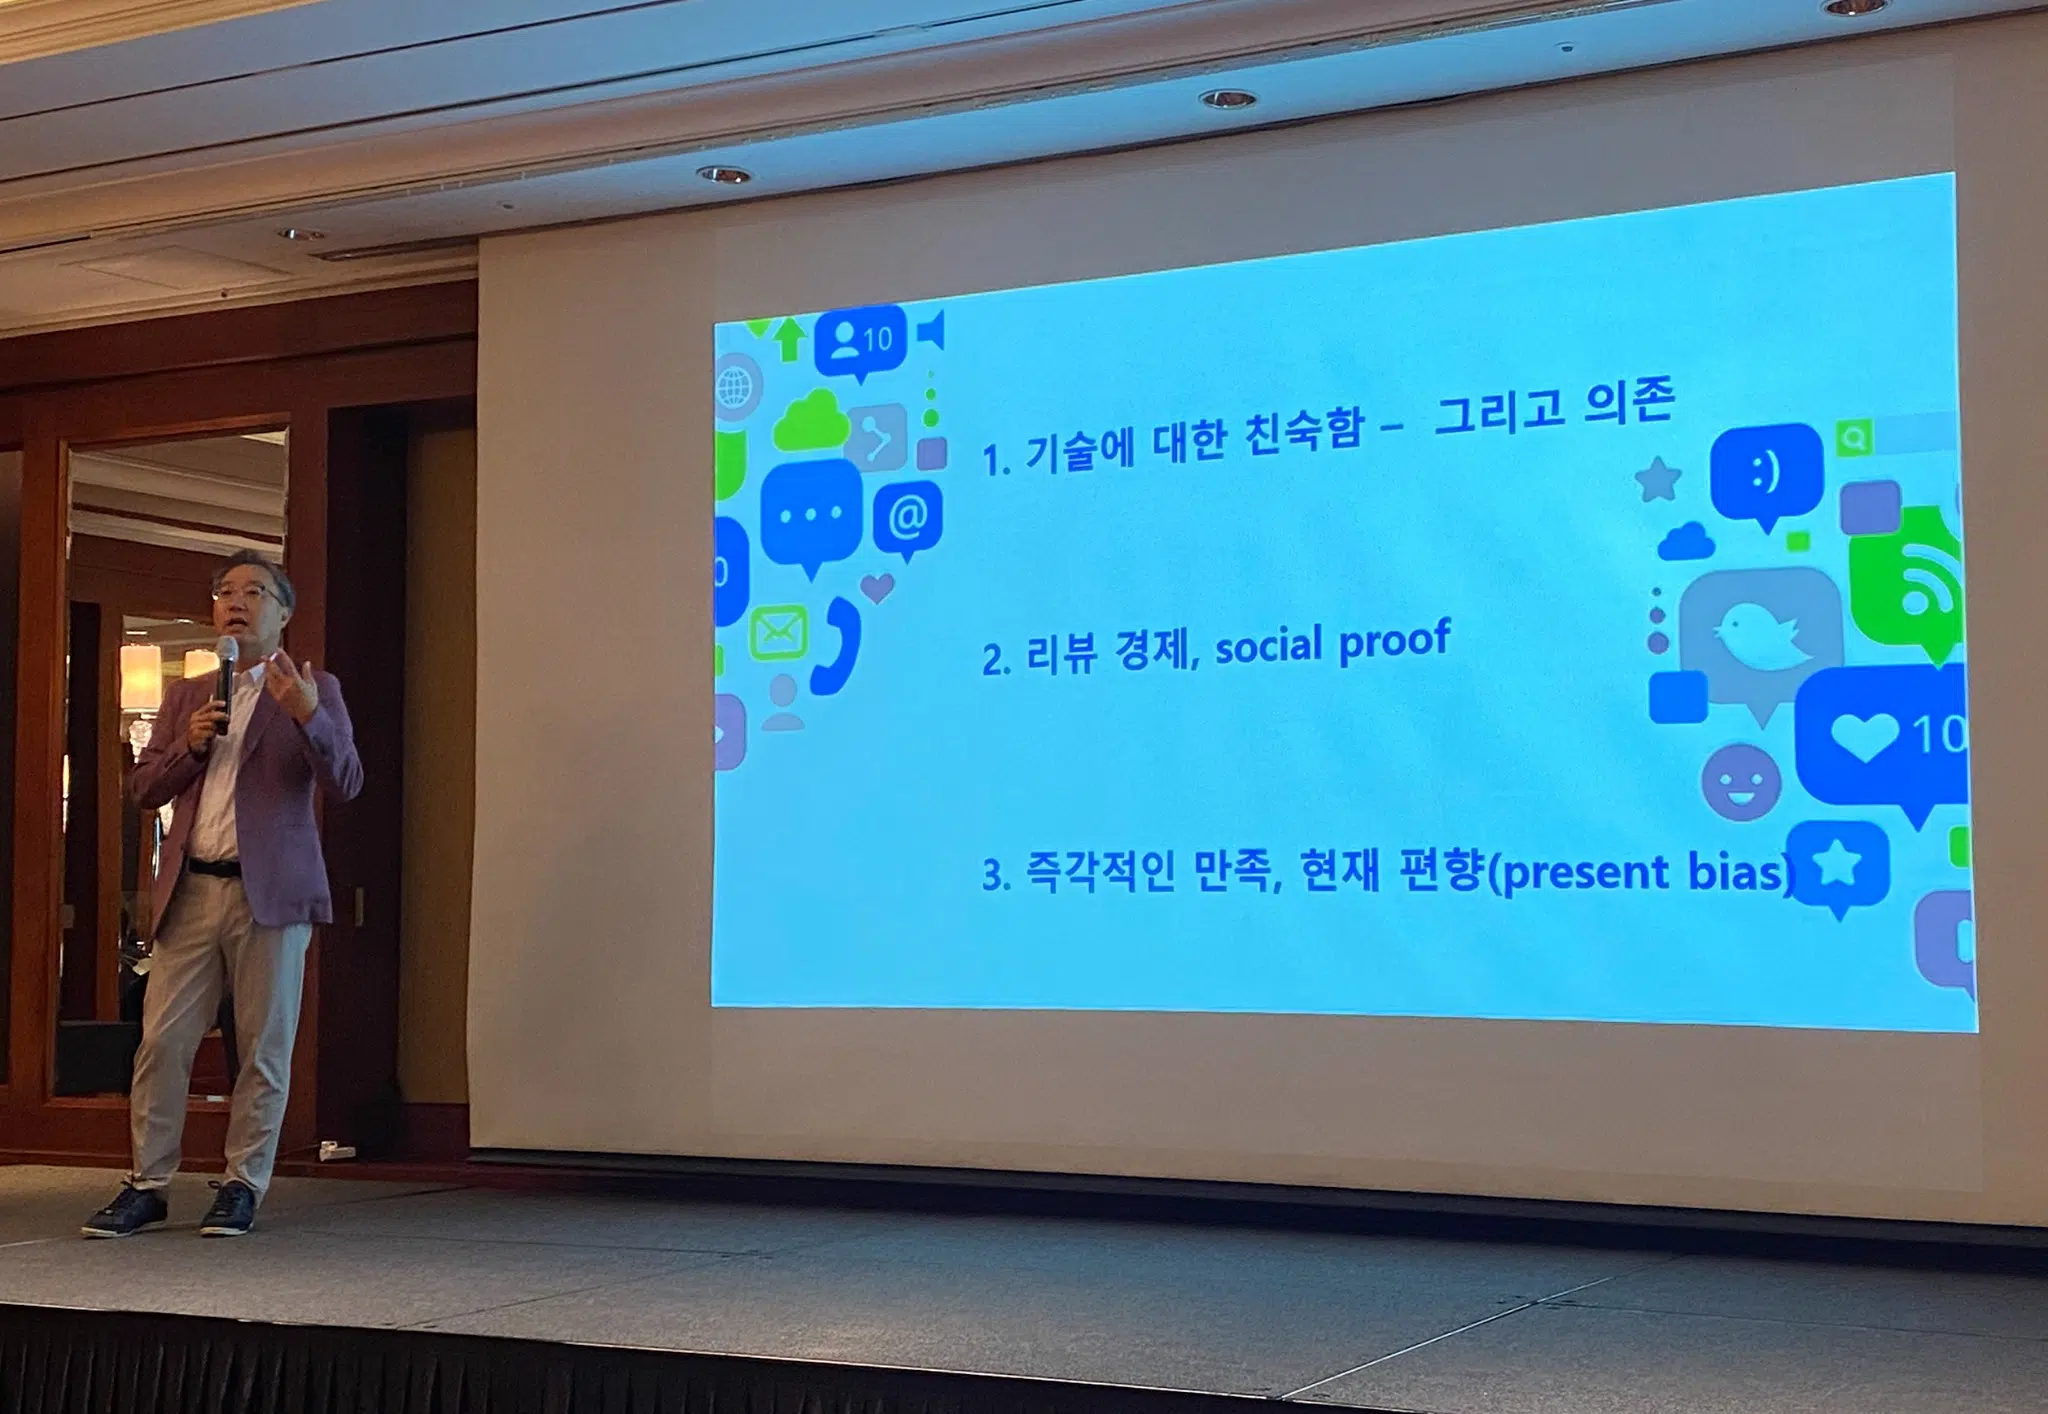 10
@
0
1. 기술에 대한 친숙함 – 그리고 의존
:)
2. 리뷰 경제, social proof
10
3. 즉각적인 만족, 현재 편향(present bias)